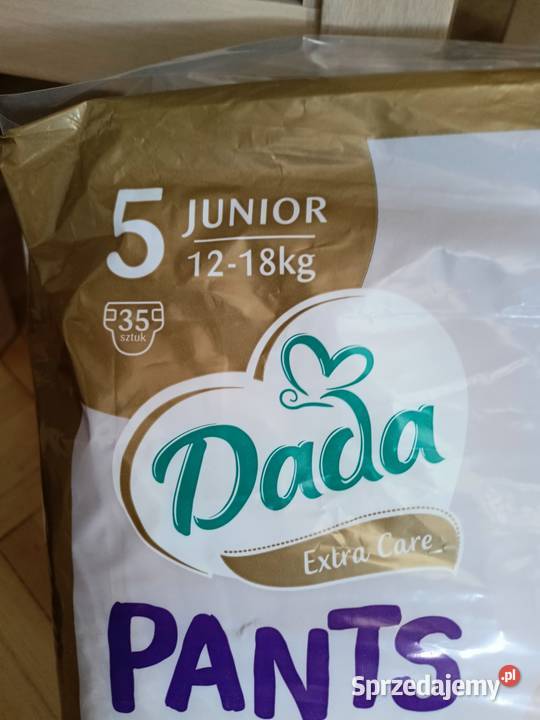 5 JUNIOR
12-18kg
35
sztuk
Dada
Extra Care
PANTS
Sprzedajemy.pl